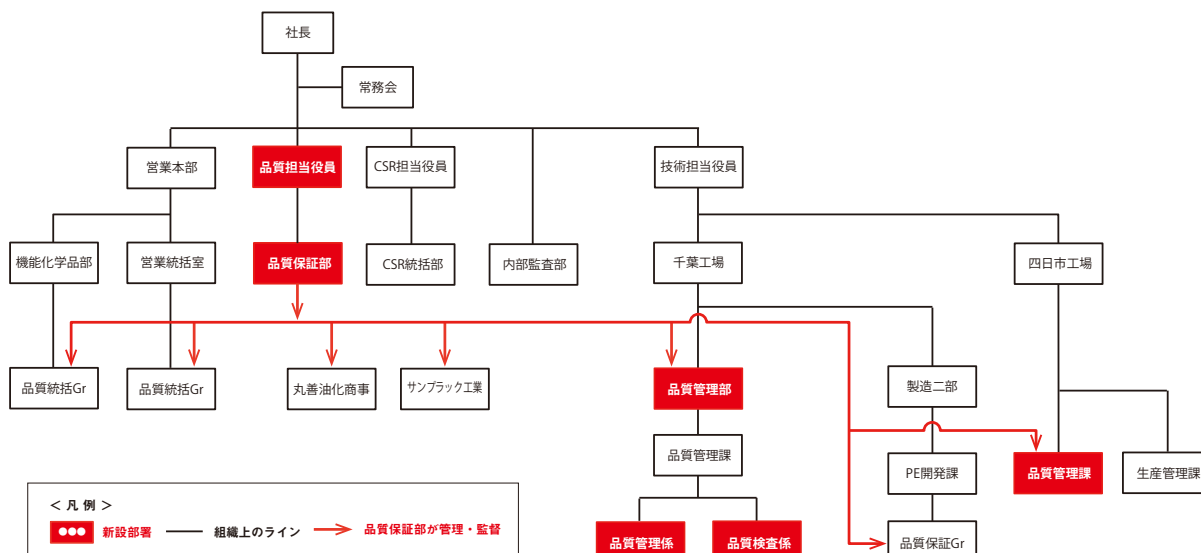 社長
常務会
営業本部
品質担当役員
CSR担当役員
技術担当役員
機能化学品部
営業統括室
品質保証部
CSR統括部
内部監査部
千葉工場
四日市工場
品質統括Gr
品質統括Gr
丸善油化商事
サンプラック工業
品質管理部
製造二部
品質管理課
PE開発課
品質管理課
生産管理課
品質管理係
品質検査係
品質保証Gr
＜凡例＞
●●● 新設部署 組織上のライン 品質保証部が管理・監督